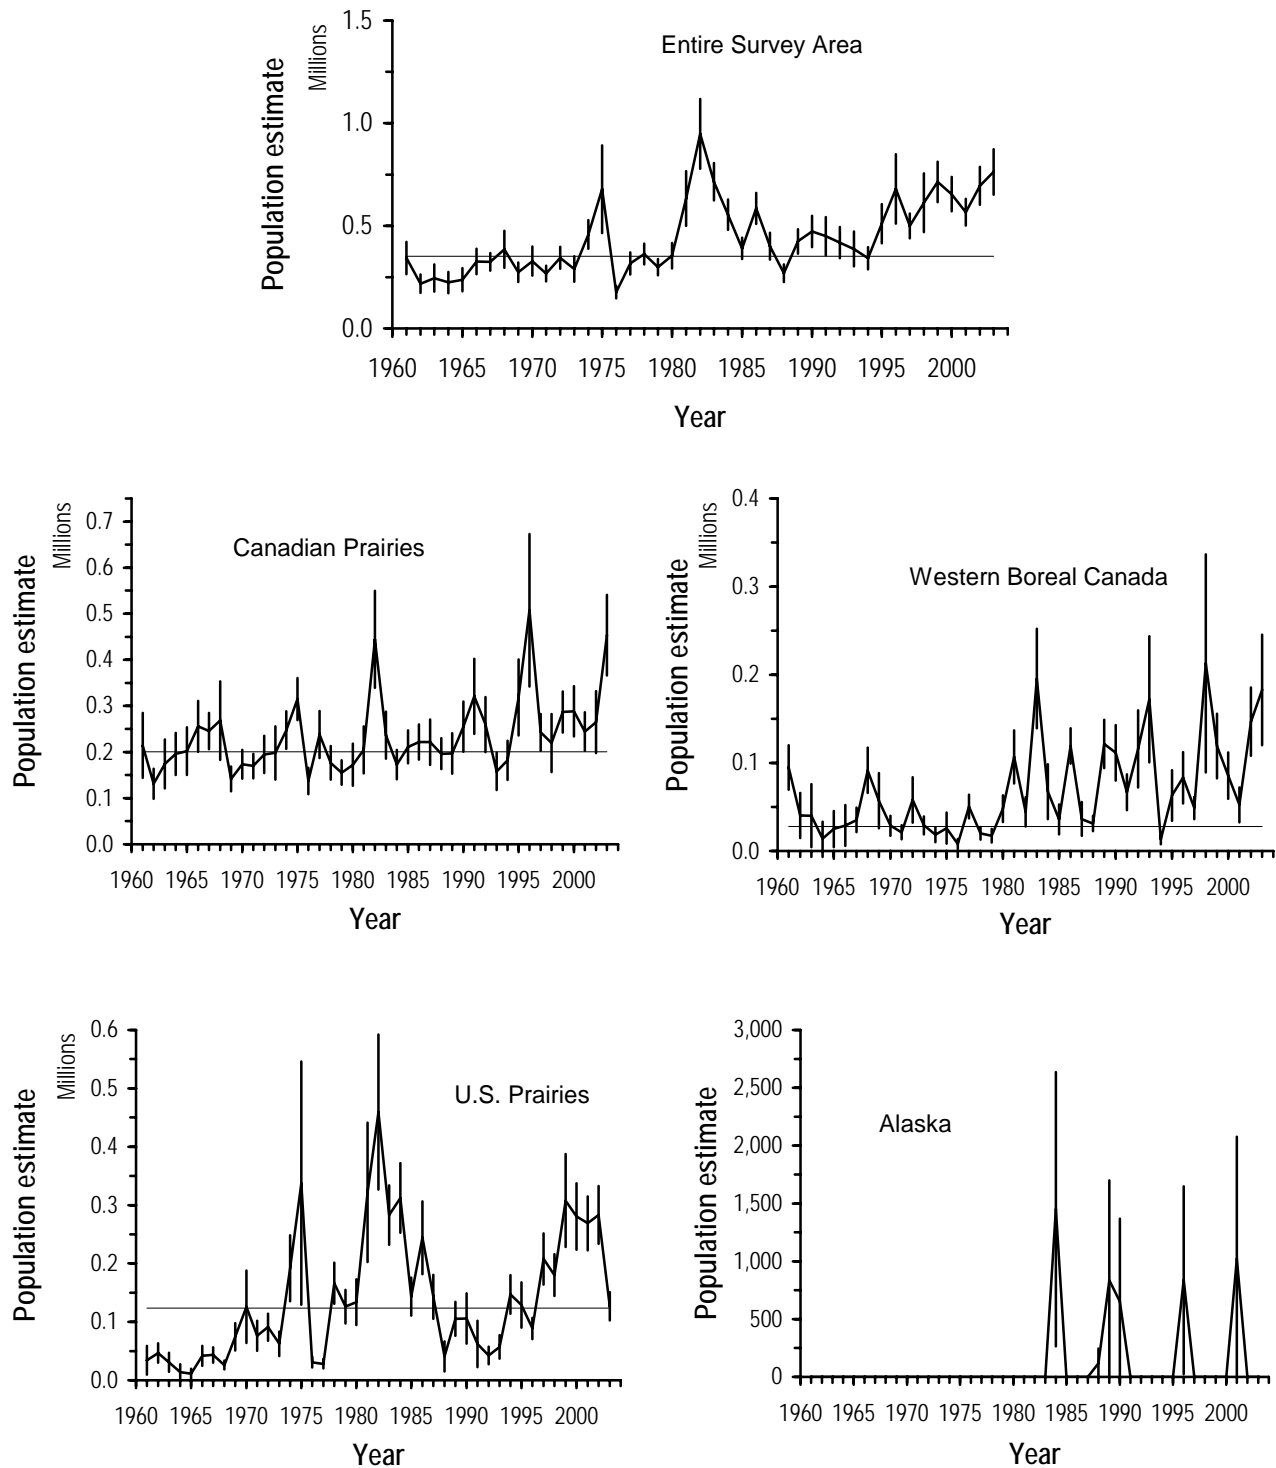 Entire Survey Area
Population estimate
Millions
1.5
1.0
0.5
0.0
1960 1965 1970 1975 1980 1985 1990 1995 2000
Year
Canadian Prairies
Population estimate
Millions
0.7
0.6
0.5
0.4
0.3
0.2
0.1
0.0
1960 1965 1970 1975 1980 1985 1990 1995 2000
Year
Western Boreal Canada
Population estimate
Millions
0.4
0.3
0.2
0.1
0.0
1960 1965 1970 1975 1980 1985 1990 1995 2000
Year
U.S. Prairies
Population estimate
Millions
0.6
0.5
0.4
0.3
0.2
0.1
0.0
1960 1965 1970 1975 1980 1985 1990 1995 2000
Year
Alaska
Population estimate
3,000
2,500
2,000
1,500
1,000
500
0
1960 1965 1970 1975 1980 1985 1990 1995 2000
Year